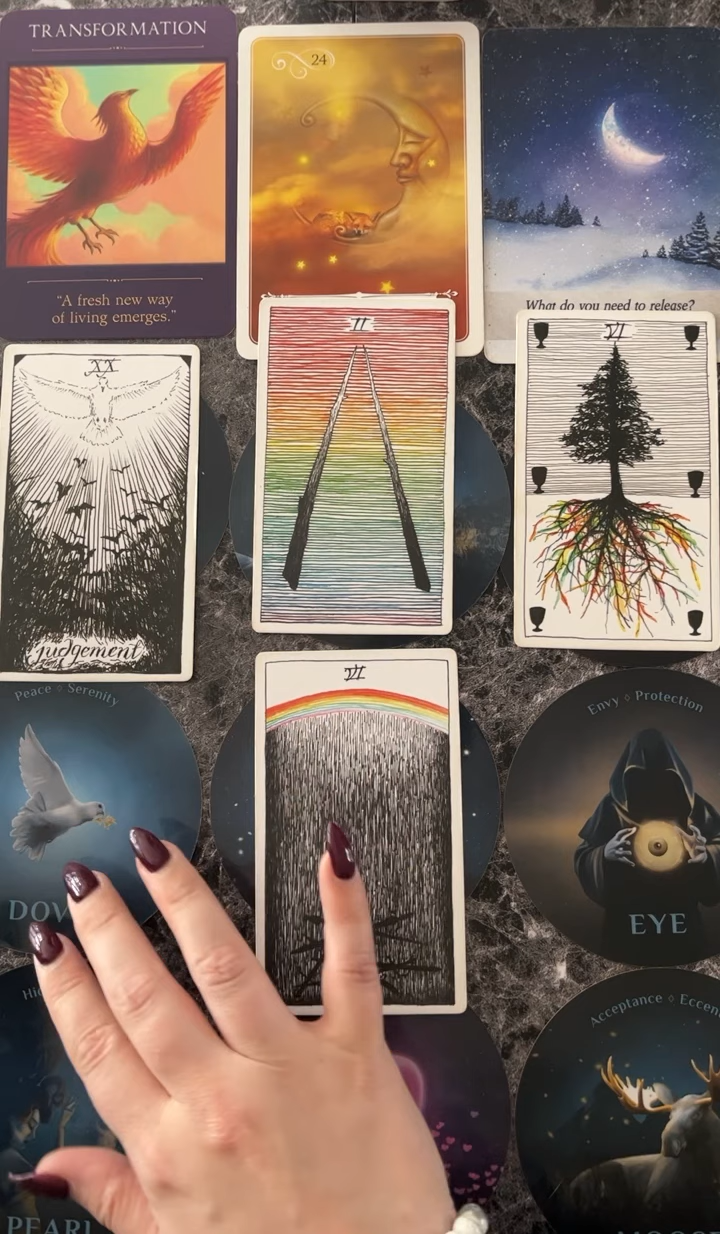 TRANSFORMATION
"A fresh new way
of living emerges."
24
What do you need to release?
XX
judgement
II
VI
VI
Peace ◊ Serenity
Envy ◊ Protection
EYE
Acceptance ◊
PEARL